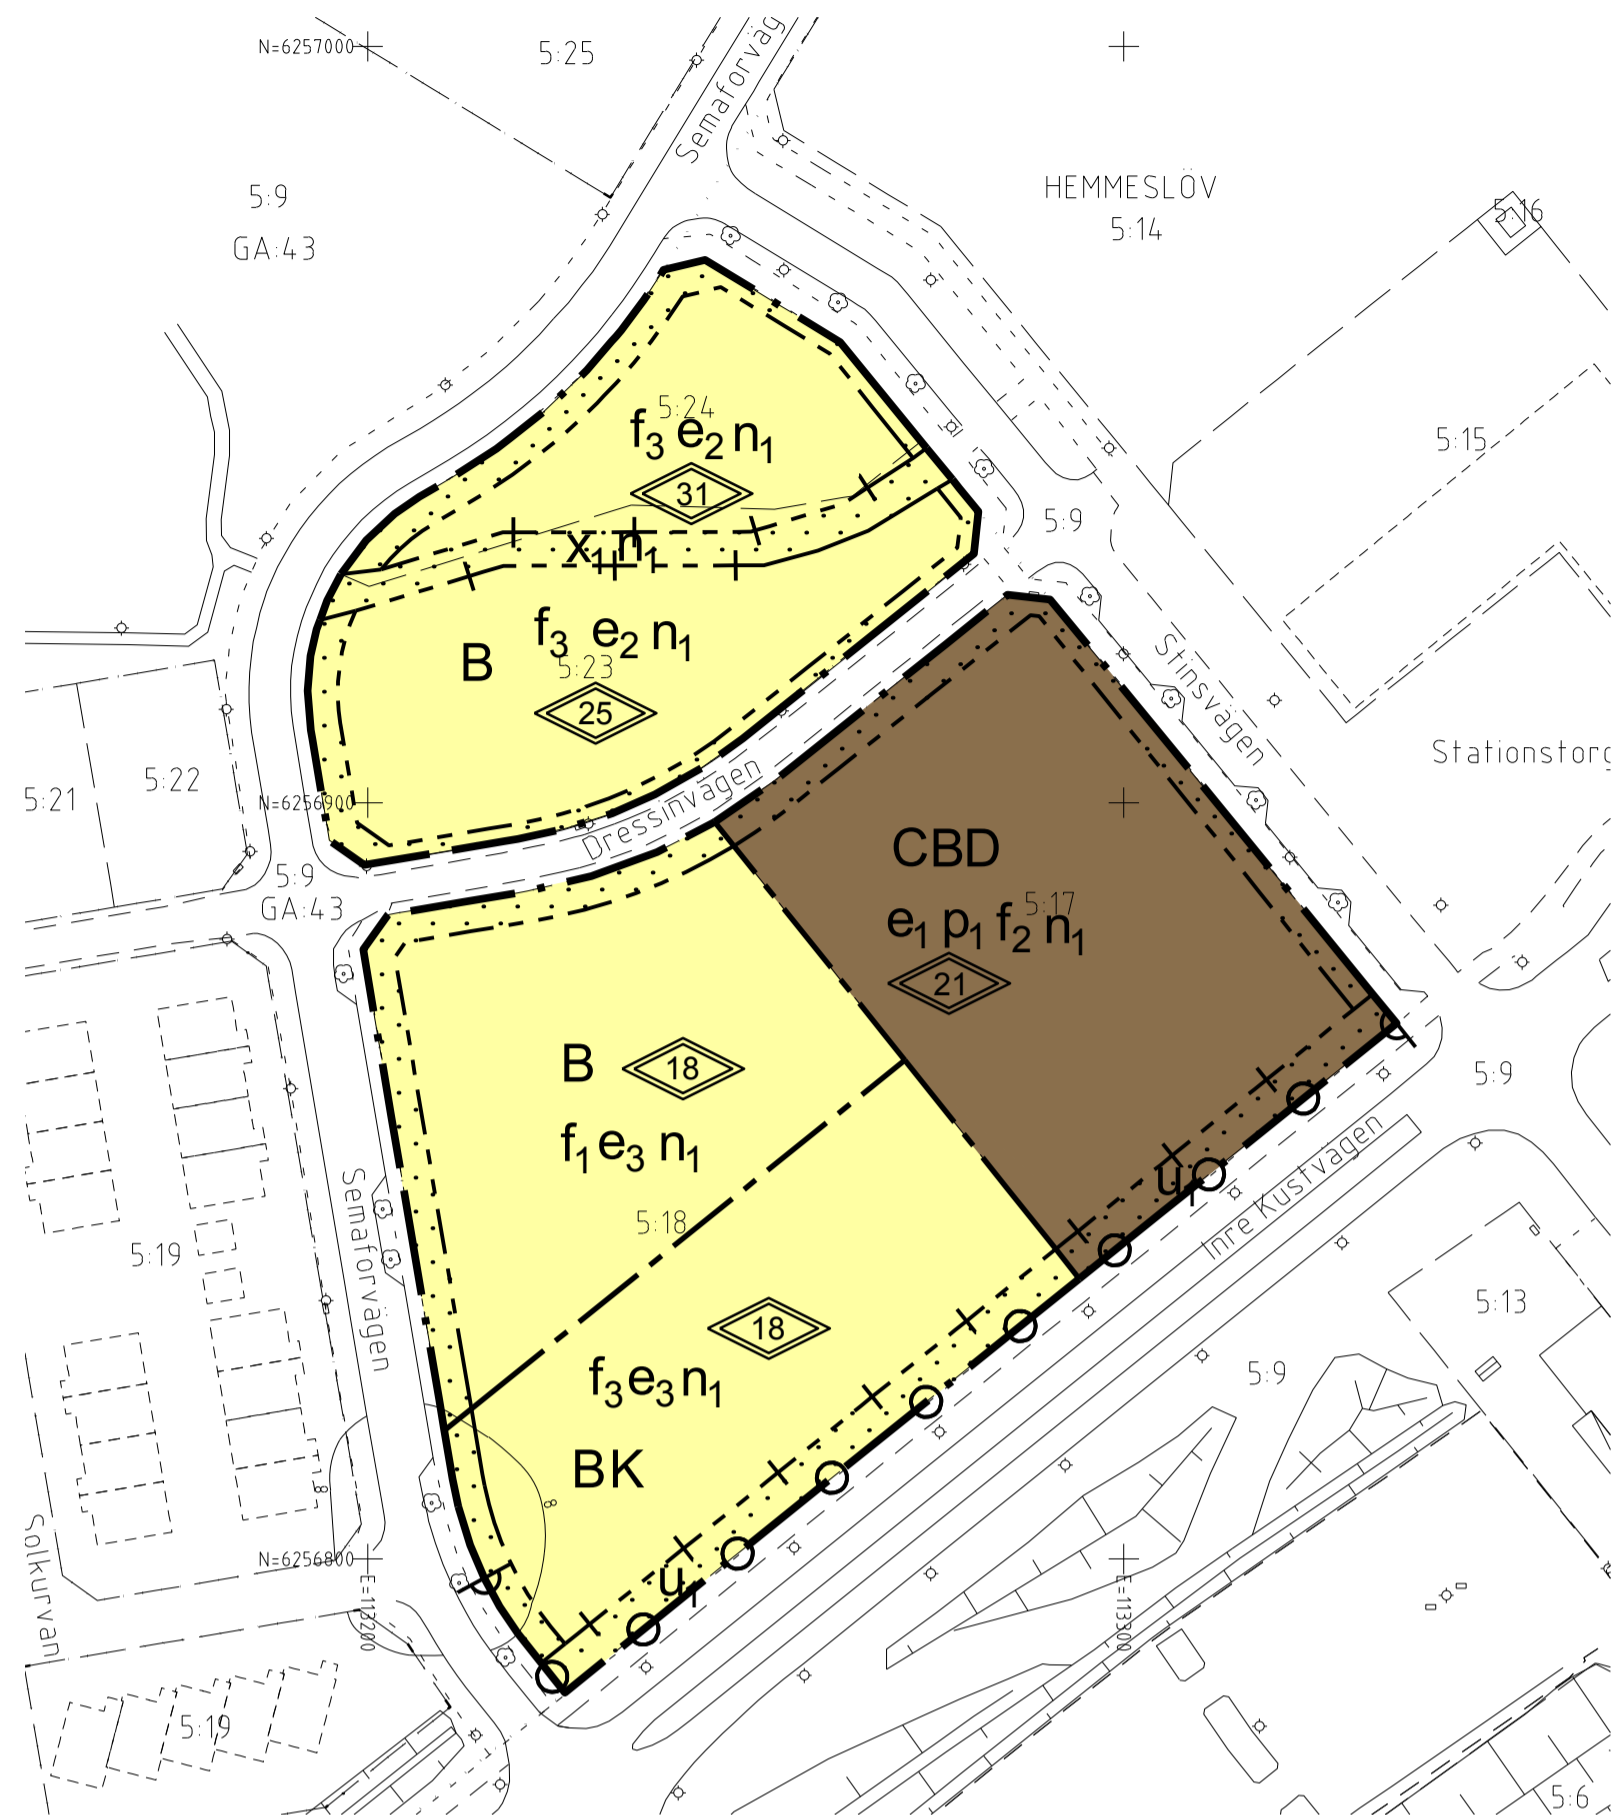 N=6257000
5:25
Semaforväg
5:9
GA:43
HEMMESLÖV
5:14
5:16
5:24
f3 e2 n1
31
5:15
5:9
x1 n1
f3 e2 n1
B
5:23
25
Stinsvägen
Stationstorg
5:22
5:21
N=6256900
Dressinvägen
CBD
5:9
GA:43
5:17
e1 p1 f2 n1
21
B
18
5:9
f1 e3 n1
Semaforvägen
u1
Inre Kustvägen
5:18
5:19
5:13
18
f3 e3 n1
5:9
BK
8
8
Solkurvan
N=6256800
E=113200
u1
E=113300
5:19
5:6